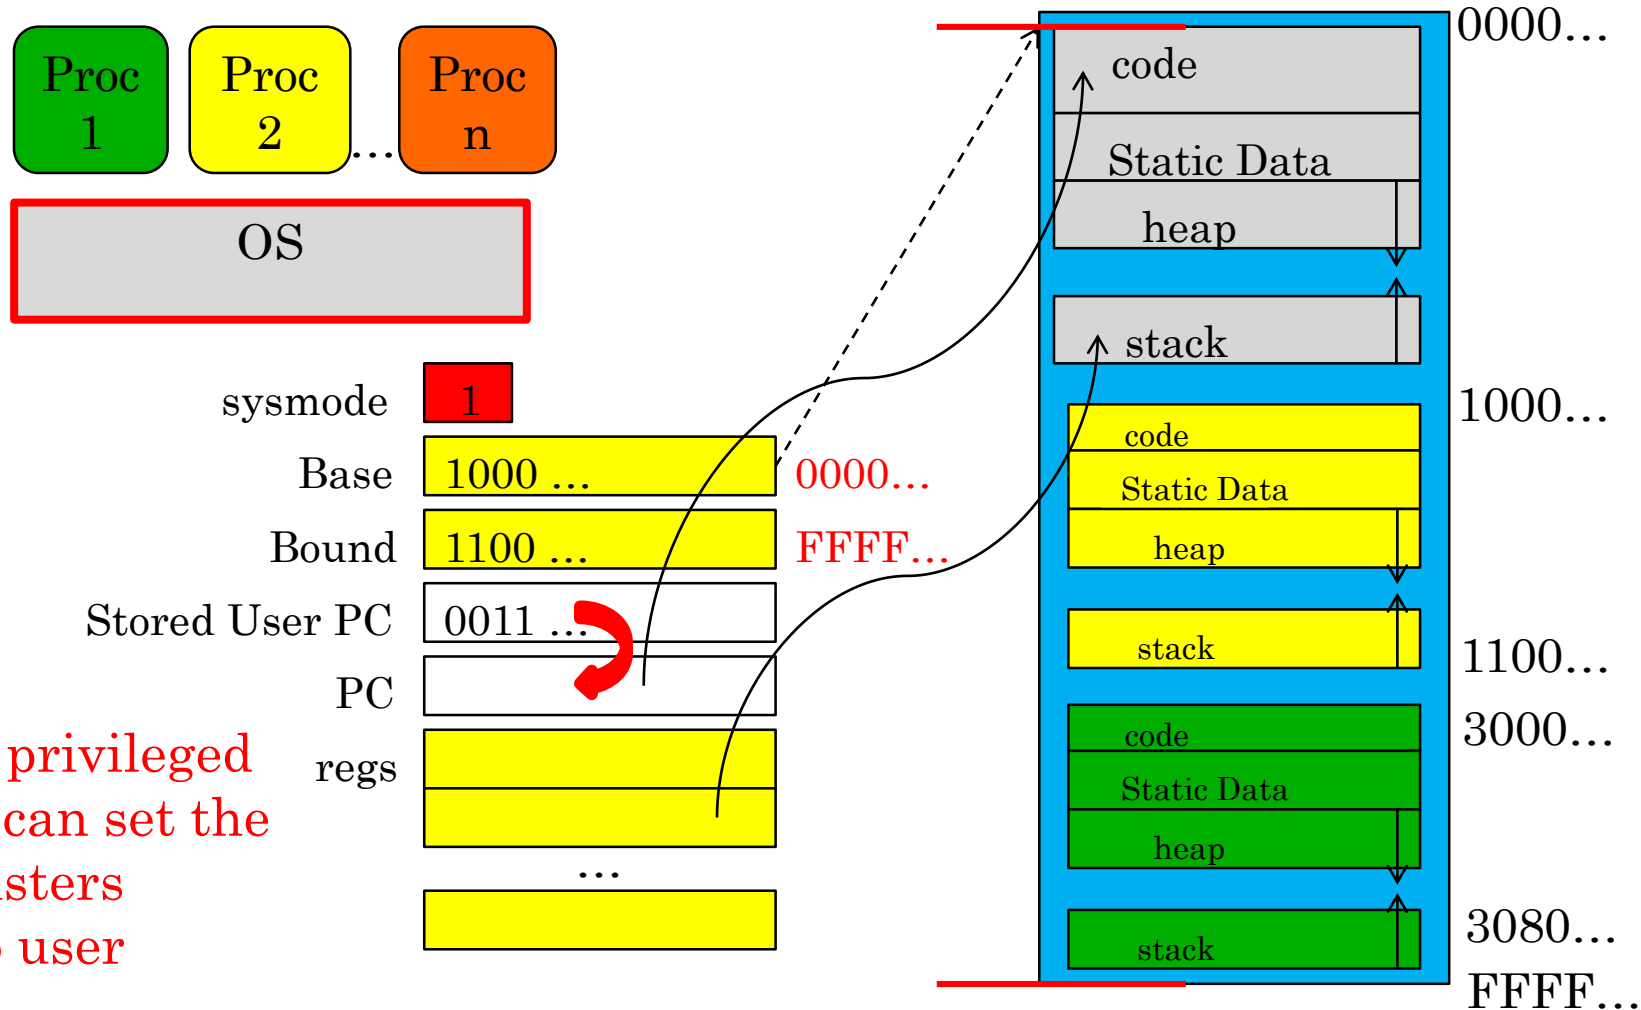 Proc 1
Proc 2
...
Proc n
OS
sysmode 1
Base 1000 ... 0000...
Bound 1100 ... FFFF...
Stored User PC 0011 ...
PC
regs
...
privileged
can set the
user
code
Static Data
heap
stack
code
Static Data
heap
stack
code
Static Data
heap
stack
0000...
1000...
1100...
3000...
3080...
FFFF...